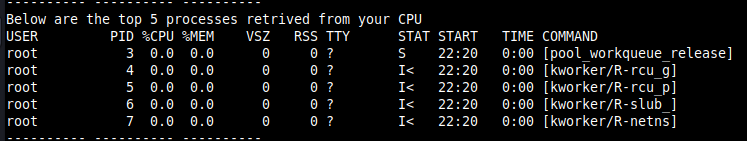 ---------- ---------- ----------
Below are the top 5 processes retrived from your CPU
USER         PID %CPU %MEM    VSZ   RSS TTY      STAT START   TIME COMMAND
root           3  0.0  0.0      0     0 ?        S    22:20   0:00 [pool_workqueue_release]
root           4  0.0  0.0      0     0 ?        I<   22:20   0:00 [kworker/R-rcu_g]
root           5  0.0  0.0      0     0 ?        I<   22:20   0:00 [kworker/R-rcu_p]
root           6  0.0  0.0      0     0 ?        I<   22:20   0:00 [kworker/R-slub_]
root           7  0.0  0.0      0     0 ?        I<   22:20   0:00 [kworker/R-netns]
---------- ---------- ----------